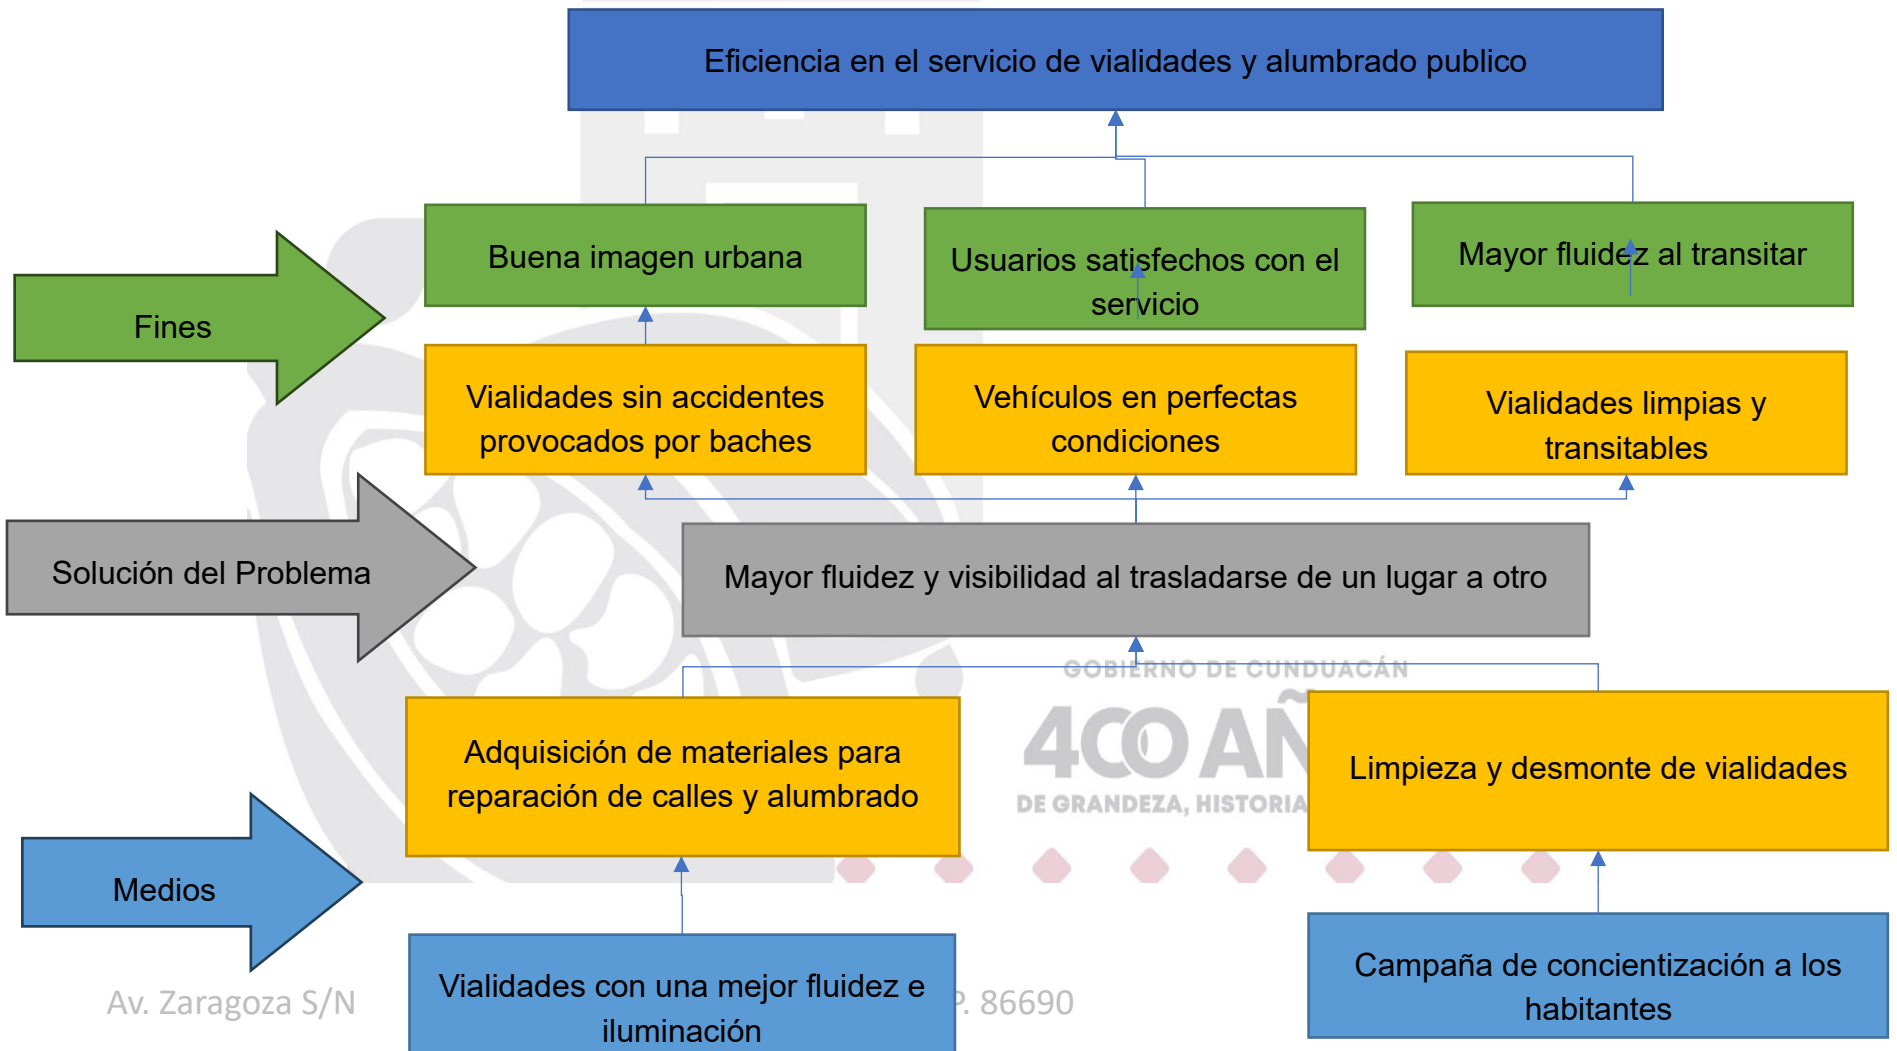 Eficiencia en el servicio de vialidades y alumbrado publico
Buena imagen urbana
Usuarios satisfechos con el
servicio
Mayor fluidez al transitar
Fines
Vialidades sin accidentes
provocados por baches
Vehículos en perfectas
condiciones
Vialidades limpias y
transitables
Solución del Problema
Mayor fluidez y visibilidad al trasladarse de un lugar a otro
GOBIERNO DE CUNDUACÁN
400 AÑ
DE GRANDEZA, HISTORIA
Adquisición de materiales para
reparación de calles y alumbrado
Limpieza y desmonte de vialidades
Medios
Vialidades con una mejor fluidez e
iluminación
Campaña de concientización a los
habitantes
Av. Zaragoza S/N
P. 86690